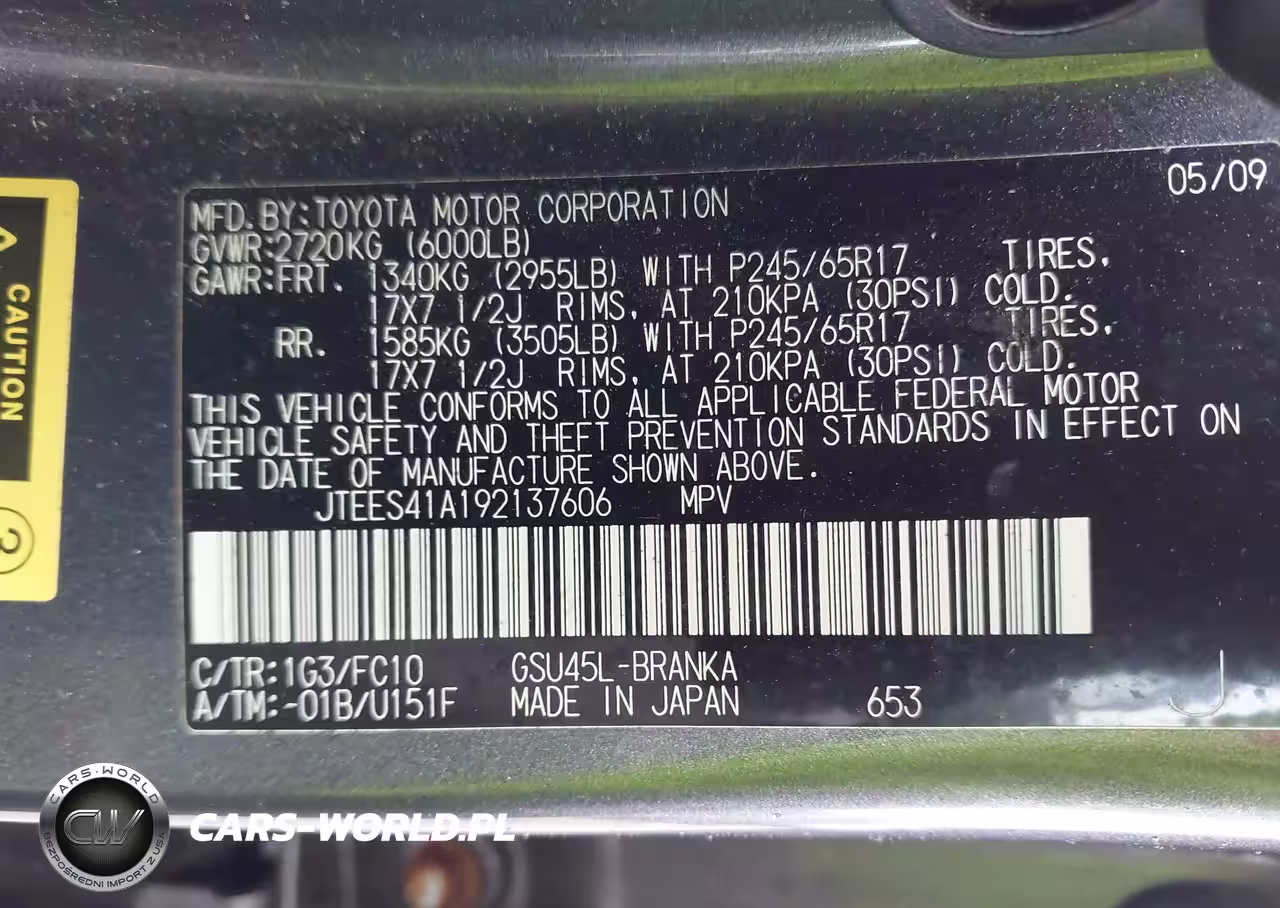 05/09
MFD.BY:TOYOTA MOTOR CORPORATION
GVWR:2720KG (6000LB)
GAWR:FRT. 1340KG (2955LB) WITH P245/65R17 TIRES,
17X7 1/2J RIMS, AT 210KPA (30PSI) COLD.
RR. 1585KG (3505LB) WITH P245/65R17 TIRES,
17X7 1/2J RIMS, AT 210KPA (30PSI) COLD.
THIS VEHICLE CONFORMS TO ALL APPLICABLE FEDERAL MOTOR
VEHICLE SAFETY AND THEFT PREVENTION STANDARDS IN EFFECT ON
THE DATE OF MANUFACTURE SHOWN ABOVE.
JTEES41A192137606 MPV
C/TR:1G3/FC10 GSU45L-BRANKA
A/TM:-01B/U151F MADE IN JAPAN 653
J
CAUTION
CARS-WORLD
CW
BEZPOŚREDNI IMPORT Z USA
CARS-WORLD.PL